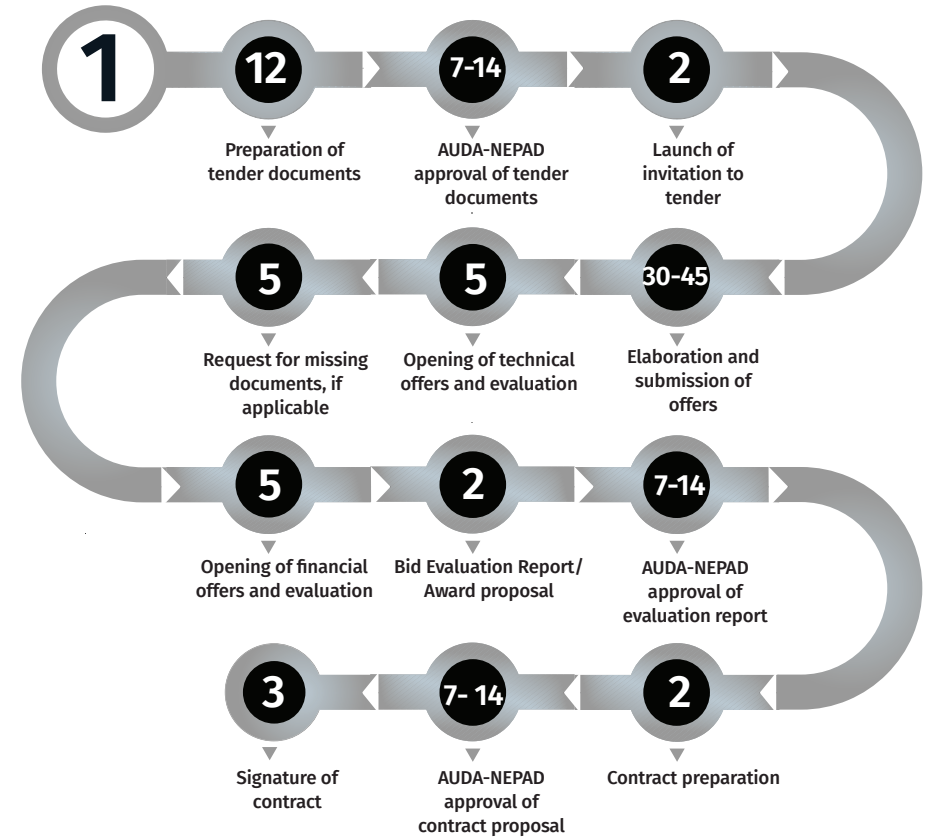 1
12
7-14
2
Preparation of
tender documents
AUDA-NEPAD
approval of tender
documents
Launch of
invitation to
tender
5
5
30-45
Request for missing
documents, if
applicable
Opening of technical
offers and evaluation
Elaboration and
submission of
offers
5
2
7-14
Opening of financial
offers and evaluation
Bid Evaluation Report/
Award proposal
AUDA-NEPAD
approval of
evaluation report
3
7- 14
2
Signature of
contract
AUDA-NEPAD
approval of
contract proposal
Contract preparation